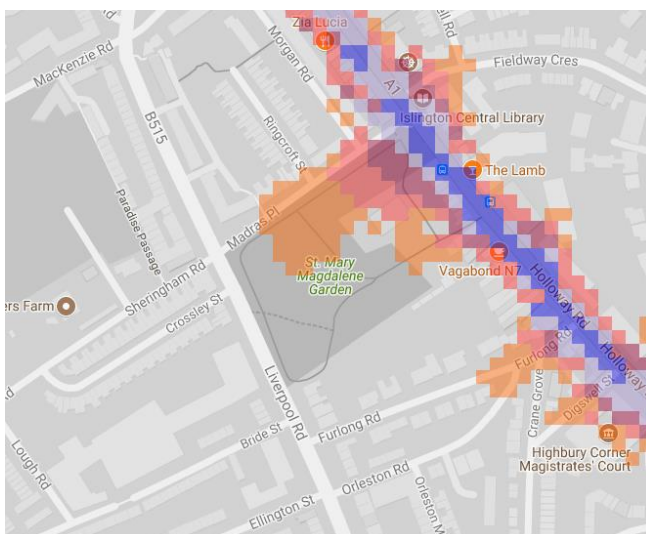 Zia Lucia
MacKenzie Rd
Morgan Rd
A1
Fieldway Cres
B515
Islington Central Library
Ringcroft St
The Lamb
Paradise Passage
Madras Pl
St. Mary
Magdalene
Garden
Vagabond N7
Sheringham Rd
Holloway Rd
ers Farm
Crossley St
Furlong Rd
Holloway
Liverpool Rd
Digswell St
Crane Grove
Furlong Rd
Bride St
Highbury Corner
Magistrates' Court
Lough Rd
Orleston Rd
Ellington St
Orleston M